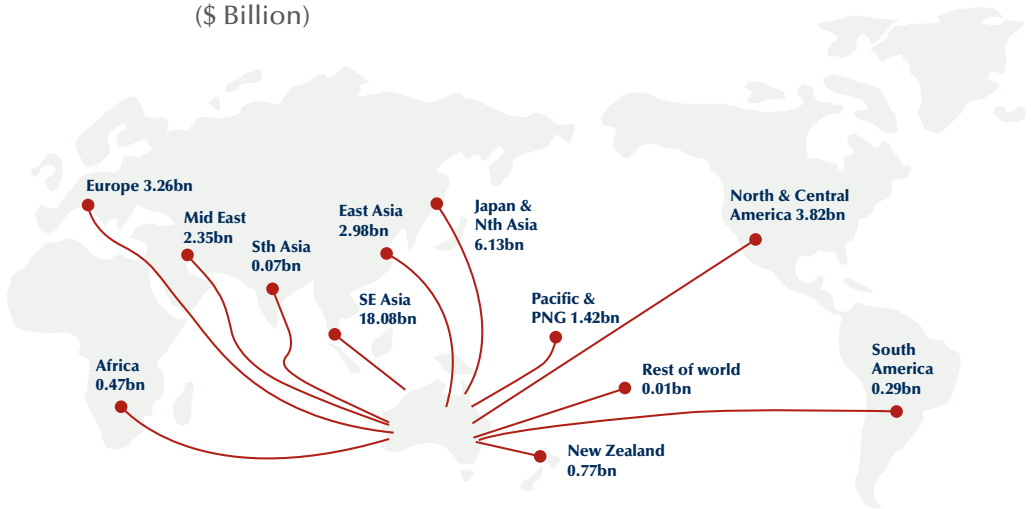 ($ Billion)
Europe 3.26bn
Mid East
2.35bn
Sth Asia
0.07bn
East Asia
2.98bn
Japan &
Nth Asia
6.13bn
North & Central
America 3.82bn
SE Asia
18.08bn
Pacific &
PNG 1.42bn
Africa
0.47bn
Rest of world
0.01bn
South
America
0.29bn
New Zealand
0.77bn